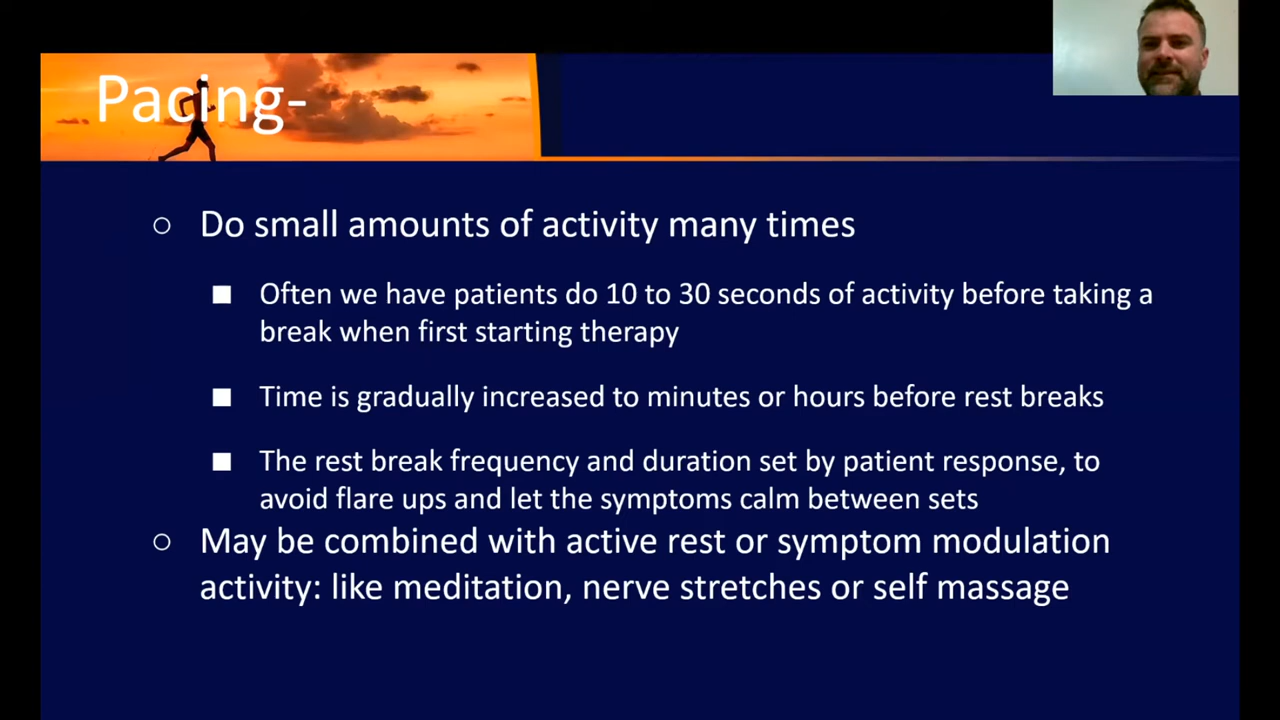 Pacing-
○ Do small amounts of activity many times
■ Often we have patients do 10 to 30 seconds of activity before taking a
break when first starting therapy
■ Time is gradually increased to minutes or hours before rest breaks
■ The rest break frequency and duration set by patient response, to
avoid flare ups and let the symptoms calm between sets
○ May be combined with active rest or symptom modulation
activity: like meditation, nerve stretches or self massage